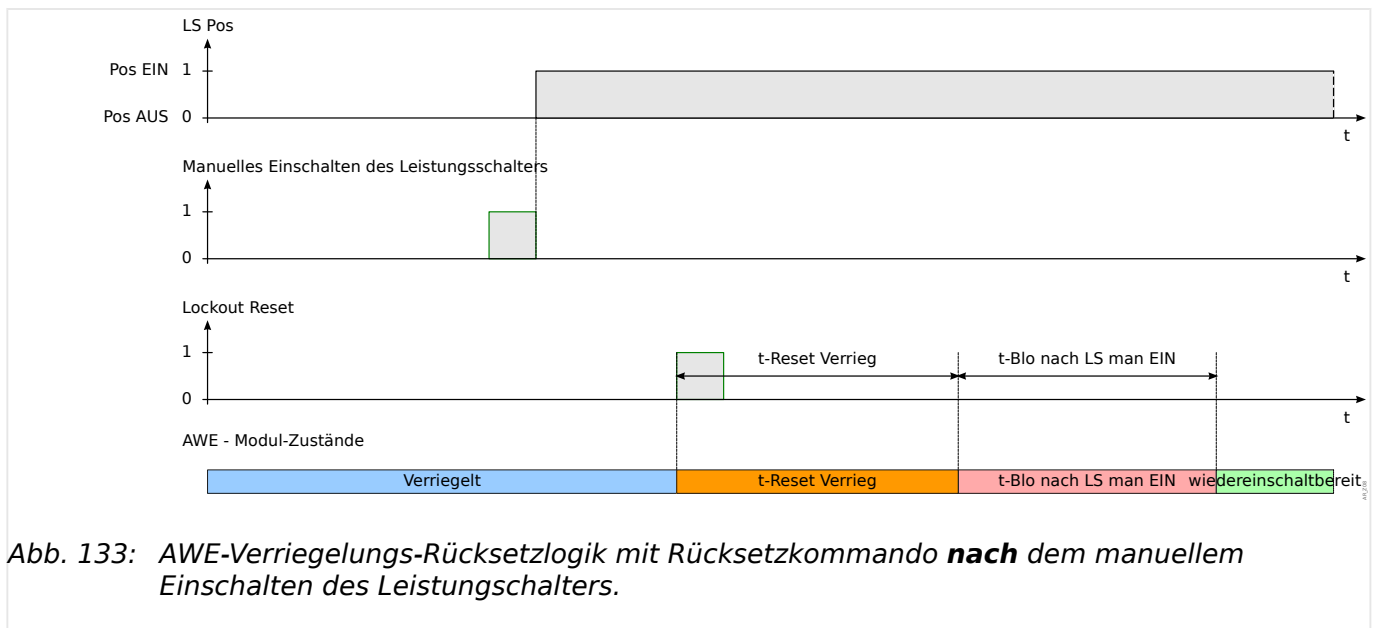 LS Pos
Pos EIN 1
Pos AUS 0
t
Manuelles Einschalten des Leistungsschalters
1
0
t
Lockout Reset
1
t-Reset Verrieg t-Blo nach LS man EIN
0
t
AWE - Modul-Zustände
Verriegelt t-Reset Verrieg t-Blo nach LS man EIN wiedereinschaltbereit
Abb. 133: AWE-Verriegelungs-Rücksetzlogik mit Rücksetzkommando nach dem manuellem
Einschalten des Leistungschalters.